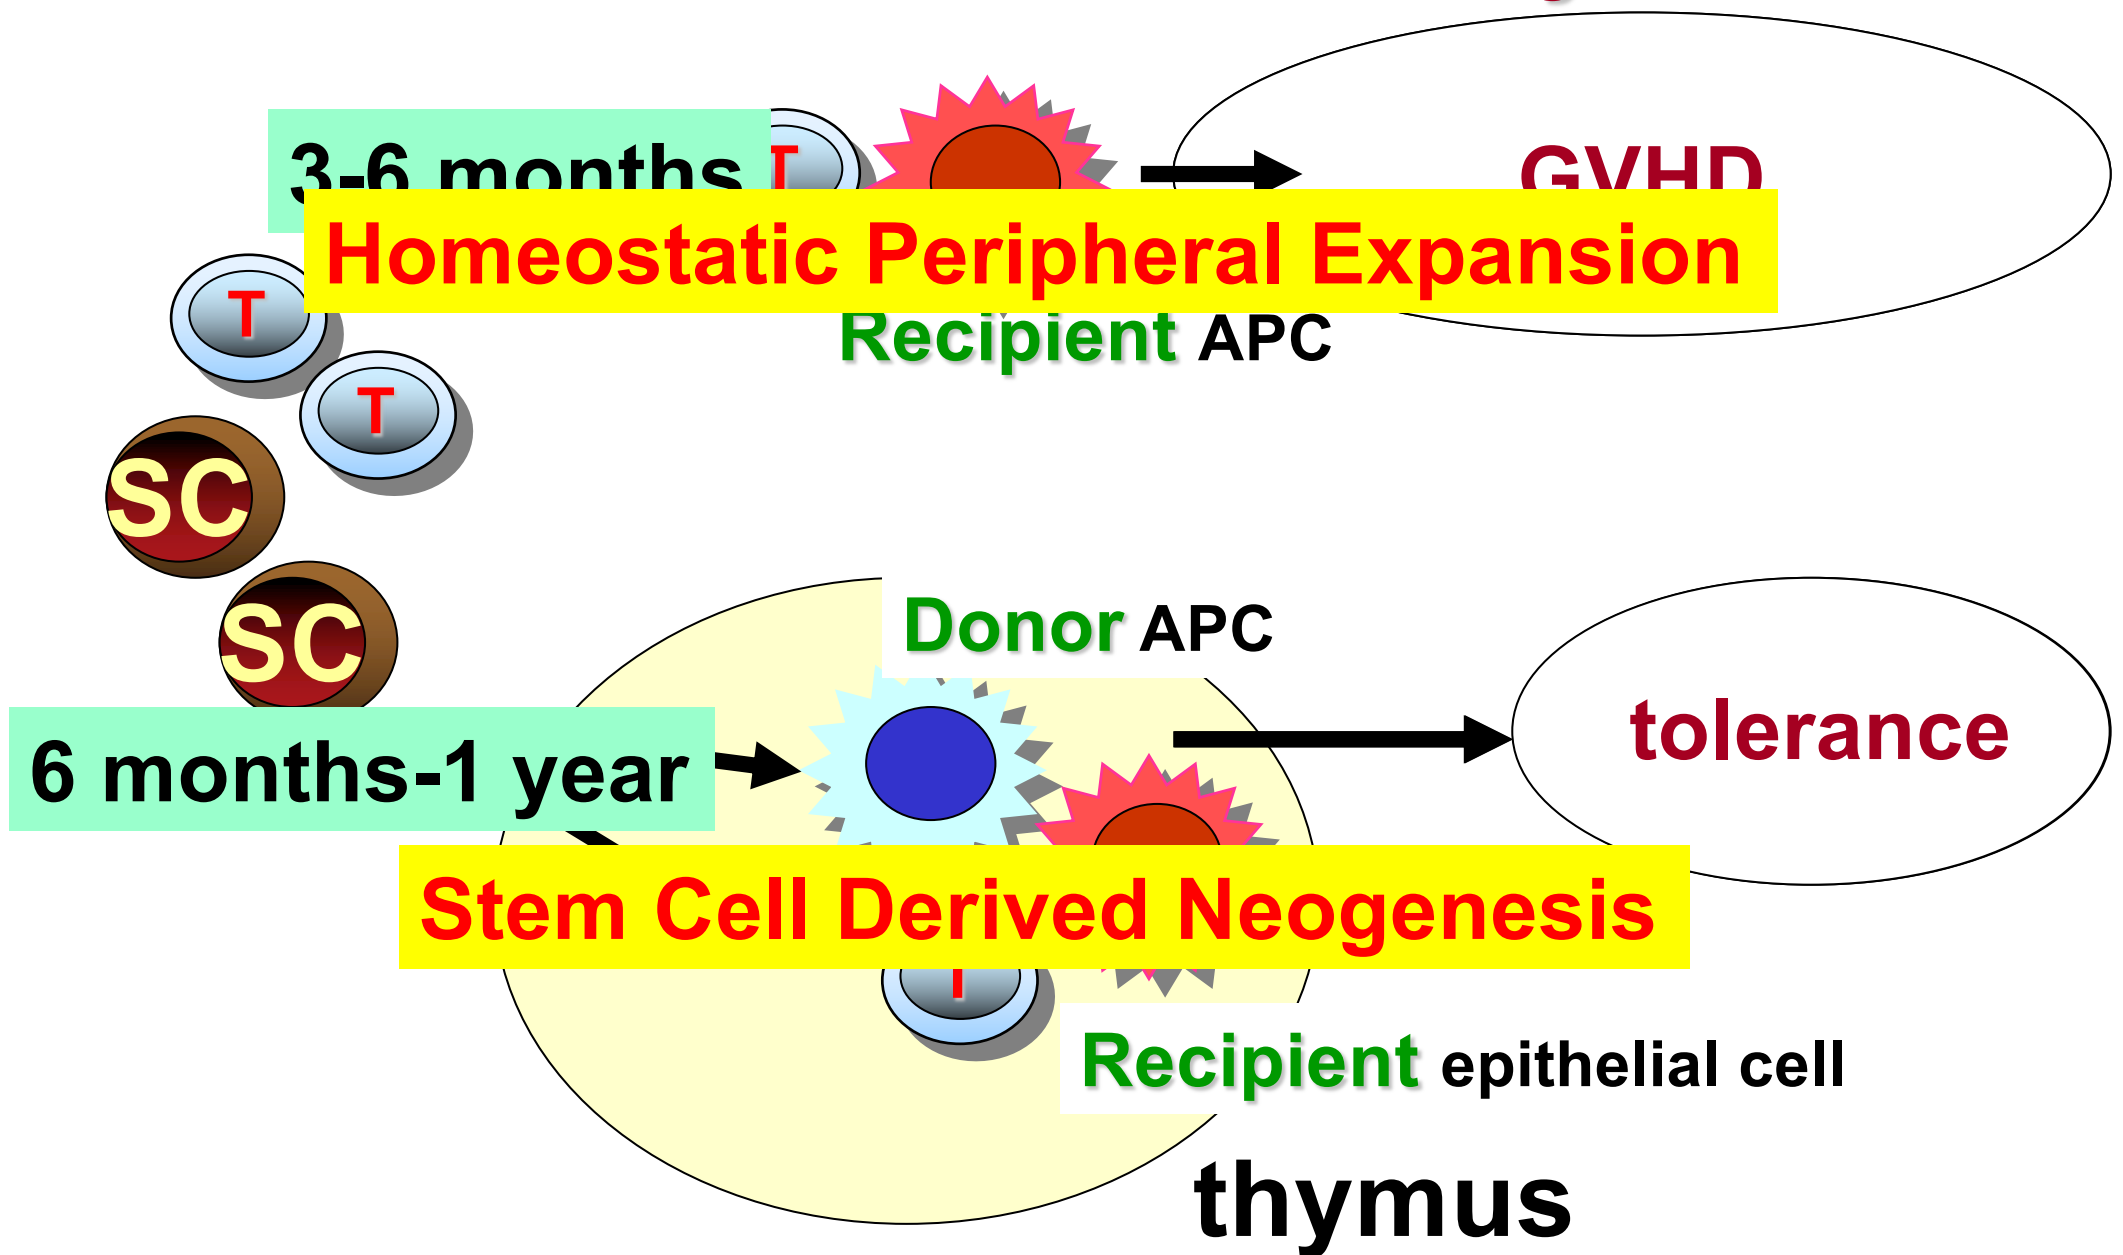 3-6 months
T
GVHD
Homeostatic Peripheral Expansion
T
Recipient APC
T
SC
SC
Donor APC
tolerance
6 months-1 year
Stem Cell Derived Neogenesis
T
Recipient epithelial cell
thymus